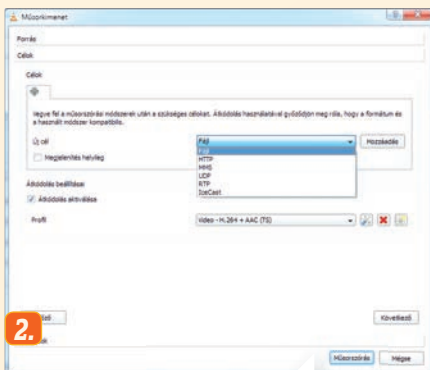 Műsorkimenet
Forrás
Célok
Célok
Vegye fel a műsorszórási módszerek után a szükséges célokat. Átkódolás használatával győződjön meg róla, hogy a formátum és a használt módszer kompatibilis.
Új cél
Fájl
Hozzáadás
Fájl
HTTP
MMS
UDP
RTP
IceCast
Megjelenítés helyileg
Átkódolás beállításai
Átkódolás aktiválása
Profil
Video - H.264 + AAC (TS)
Következő
2.
Műsorszórás
Mégse